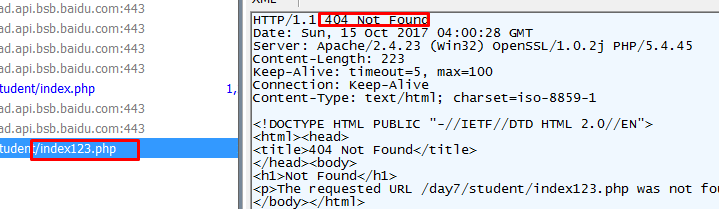 ad.api.bsb.baidu.com:443
ad.api.bsb.baidu.com:443
ad.api.bsb.baidu.com:443
student/index.php 1,
ad.api.bsb.baidu.com:443
ad.api.bsb.baidu.com:443
student/index123.php
HTTP/1.1 404 Not Found
Date: Sun, 15 Oct 2017 04:00:28 GMT
Server: Apache/2.4.23 (Win32) OpenSSL/1.0.2j PHP/5.4.45
Content-Length: 223
Keep-Alive: timeout=5, max=100
Connection: Keep-Alive
Content-Type: text/html; charset=iso-8859-1
<!DOCTYPE HTML PUBLIC "-//IETF//DTD HTML 2.0//EN">
<html><head>
<title>404 Not Found</title>
</head><body>
<h1>Not Found</h1>
<p>The requested URL /day7/student/index123.php was not fou
</body></html>